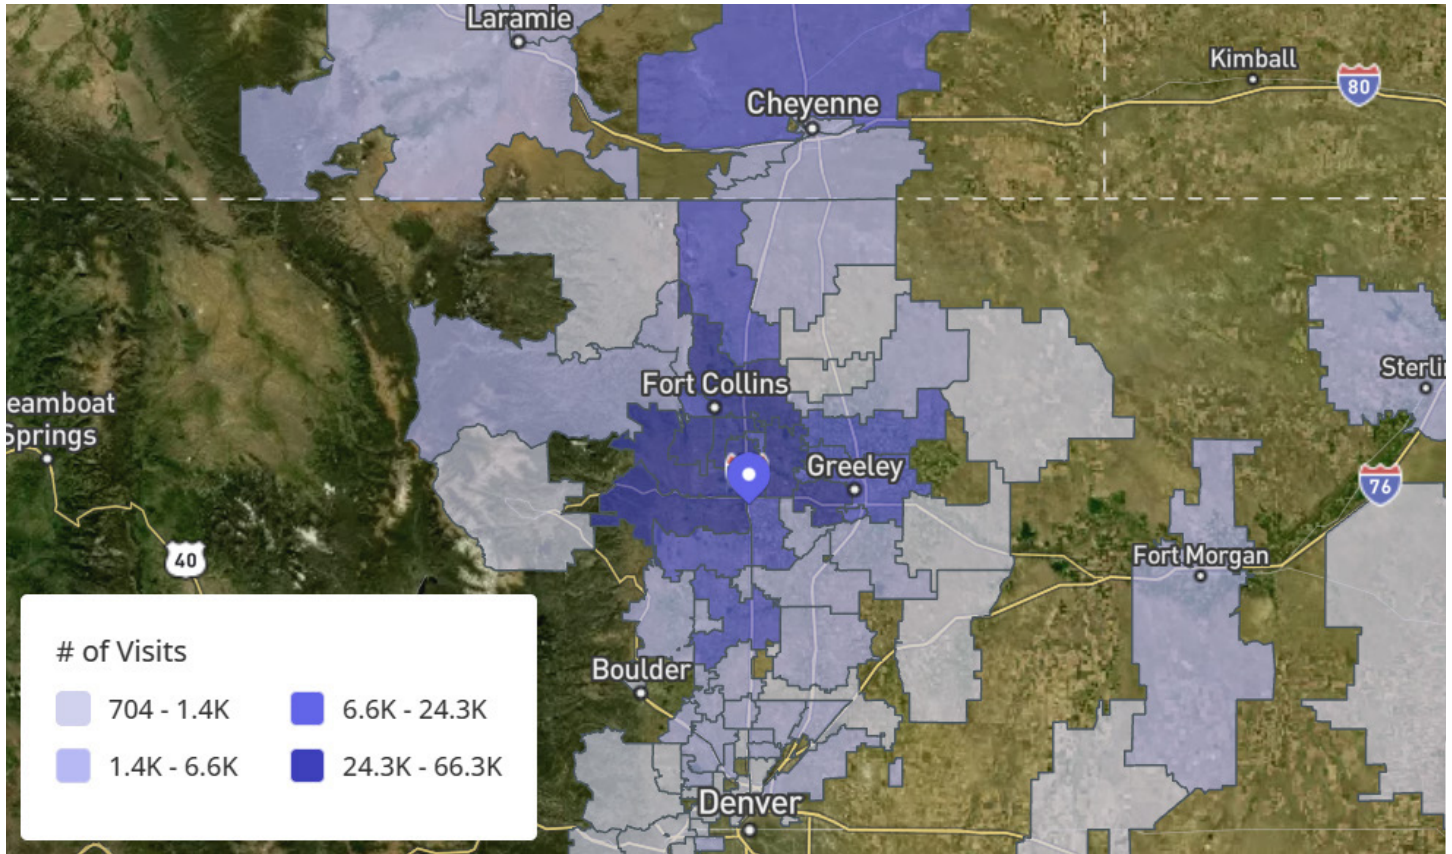 Laramie
Kimball
80
Cheyenne
Sterlin
Fort Collins
eamboat
Springs
Greeley
76
40
Fort Morgan
# of Visits
704 - 1.4K
6.6K - 24.3K
1.4K - 6.6K
24.3K - 66.3K
Boulder
Denver